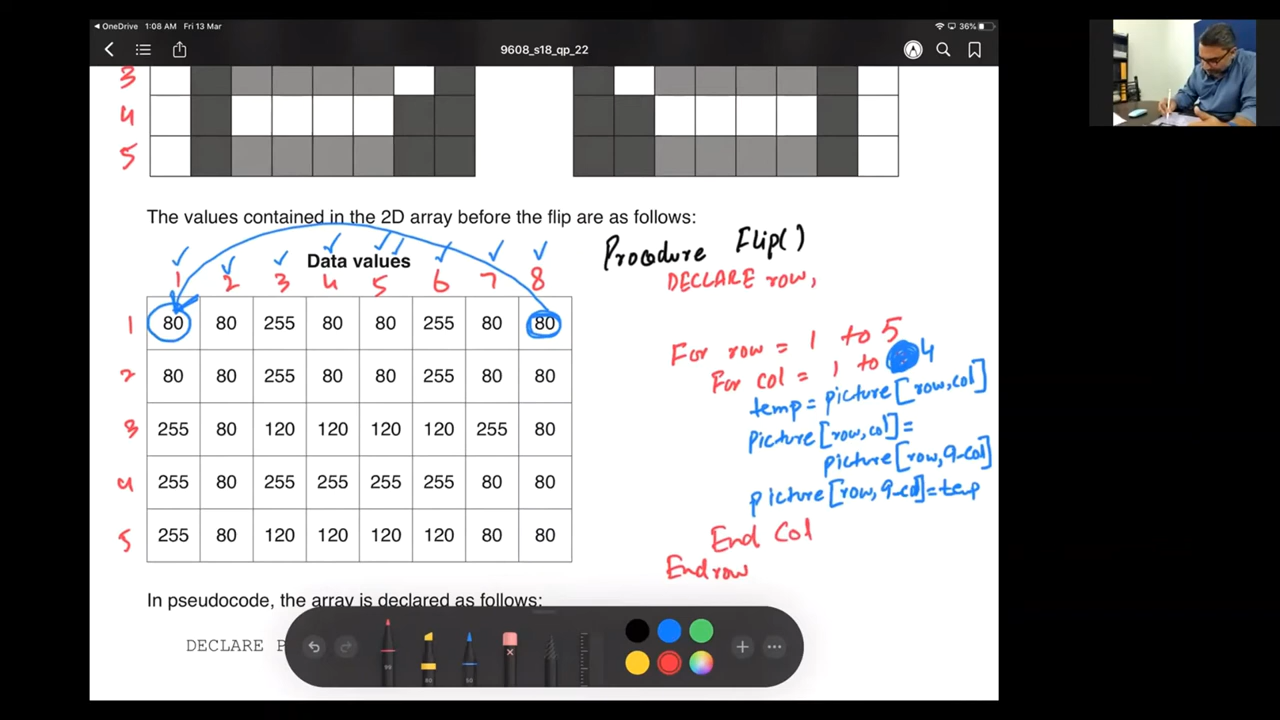 OneDrive 1:08 AM Fri 13 Mar 36%
9608_s18_qp_22
3
4
5
The values contained in the 2D array before the flip are as follows:
Data values
1 2 3 4 5 6 7 8
1 80 80 255 80 80 255 80 80
2 80 80 255 80 80 255 80 80
3 255 80 120 120 120 120 255 80
4 255 80 255 255 255 255 80 80
5 255 80 120 120 120 120 80 80
In pseudocode, the array is declared as follows:
DECLARE P
Procedure Flip()
DECLARE row,
For row = 1 to 5
For col = 1 to 4
temp = picture[row,col]
picture[row,col] =
picture[row,9-col]
picture[row,9-col]=temp
End Col
End row